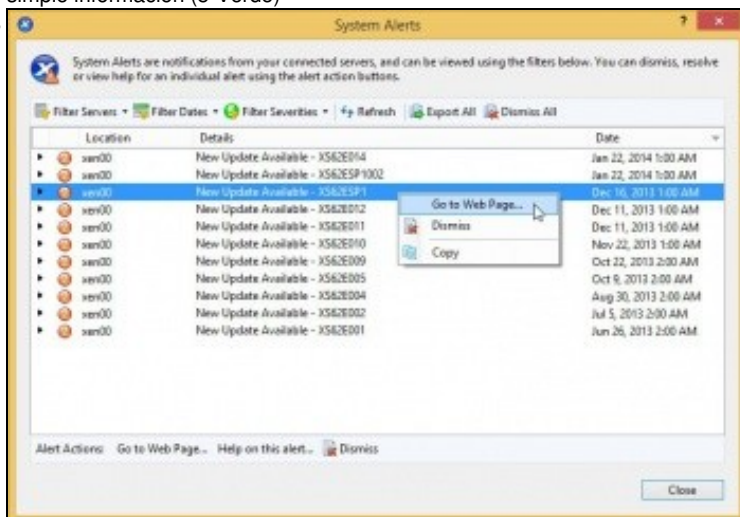 simple información (5-Verde)
System Alerts
System Alerts are notifications from your connected servers, and can be viewed using the filters below. You can dismiss, resolve
or view help for an individual alert using the alert action buttons.
Filter Servers Filter Dates Filter Severities Refresh Export All Dismiss All
Location Details Date
xen00 New Update Available - XS62E014 Jan 22, 2014 1:00 AM
xen00 New Update Available - XS62ESP1002 Jan 22, 2014 1:00 AM
xen00 New Update Available - XS62ESP1 Dec 16, 2013 1:00 AM
xen00 New Update Available - XS62E012 Dec 11, 2013 1:00 AM
xen00 New Update Available - XS62E011 Dec 11, 2013 1:00 AM
xen00 New Update Available - XS62E010 Nov 22, 2013 1:00 AM
xen00 New Update Available - XS62E009 Oct 22, 2013 2:00 AM
xen00 New Update Available - XS62E005 Oct 9, 2013 2:00 AM
xen00 New Update Available - XS62E004 Aug 30, 2013 2:00 AM
xen00 New Update Available - XS62E002 Jul 5, 2013 2:00 AM
xen00 New Update Available - XS62E001 Jun 26, 2013 2:00 AM
Go to Web Page...
Dismiss
Copy
Alert Actions: Go to Web Page... Help on this alert... Dismiss
Close